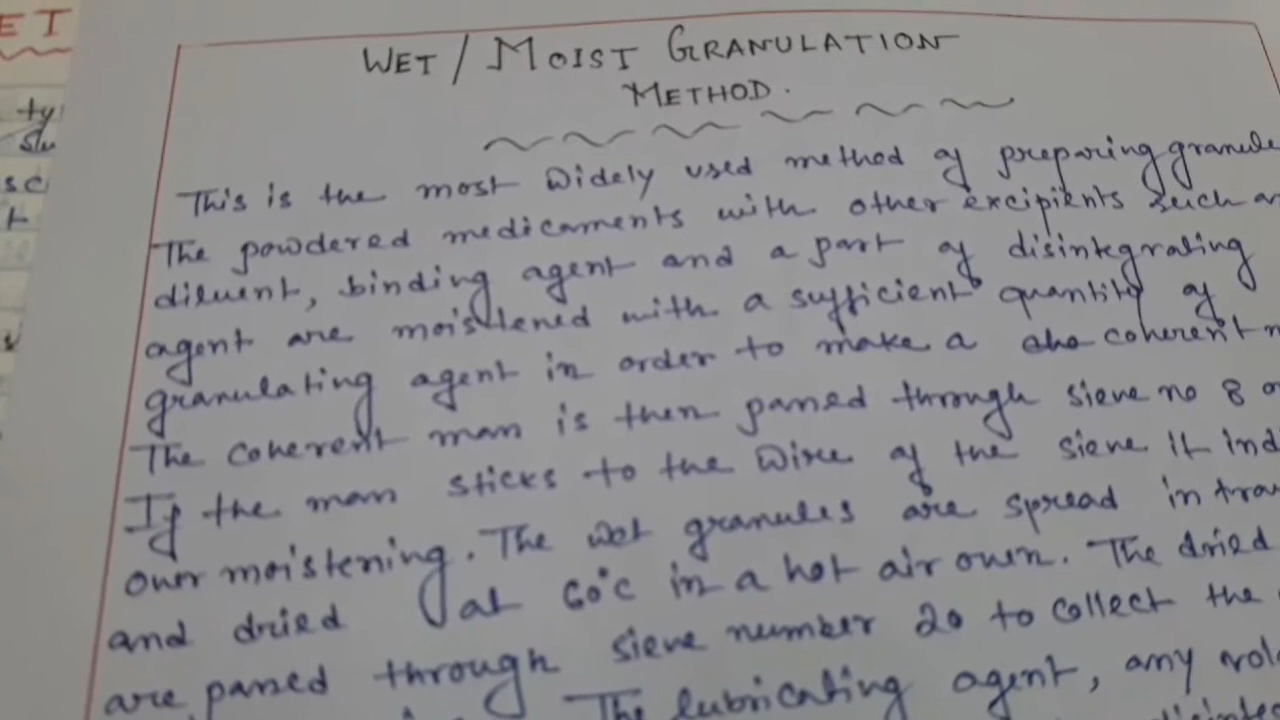 ET
ty
sc
WET / MOIST GRANULATION
METHOD.
This is the most widely used method of preparing granule
The powdered medicaments with other excipients such a
diluent, binding agent and a part of disintegrating
agent are moistened with a sufficient quantity of
granulating agent in order to make a coherent m
The coherent mass is then passed through sieve no 8 o
If the mass sticks to the wire of the sieve it ind
over moistening. The wet granules are spread in tra
and dried at 60°c in a hot air oven. The dried
are passed through sieve number 20 to collect the
The lubricating agent, any vola